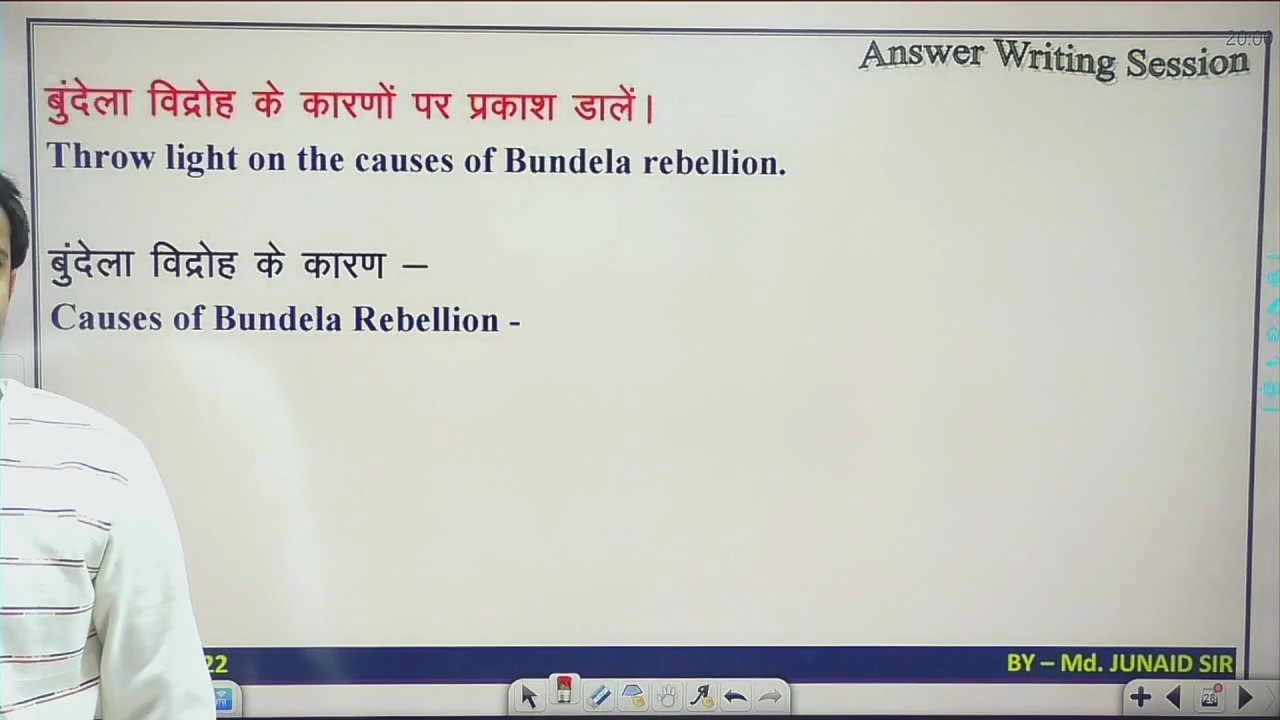 Answer Writing Session
बुंदेला विद्रोह के कारणों पर प्रकाश डालें।
Throw light on the causes of Bundela rebellion.
बुंदेला विद्रोह के कारण –
Causes of Bundela Rebellion -
22
BY – Md. JUNAID SIR